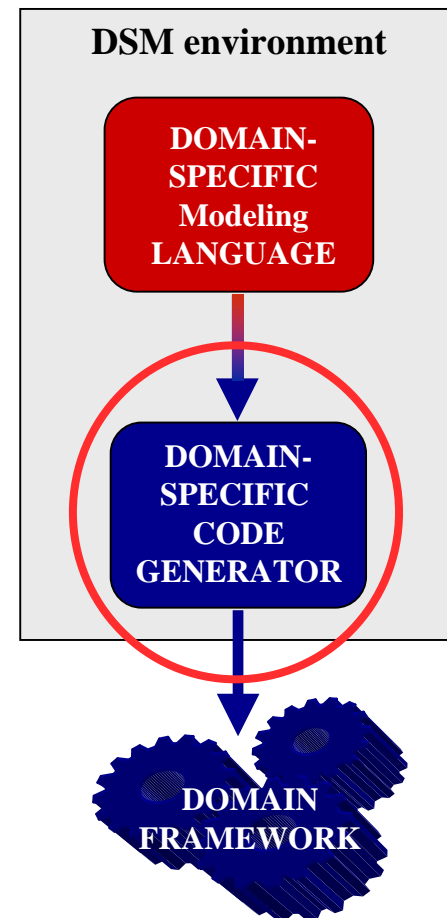 DSM environment
DOMAIN-
SPECIFIC
Modeling
LANGUAGE
DOMAIN-
SPECIFIC
CODE
GENERATOR
DOMAIN
FRAMEWORK